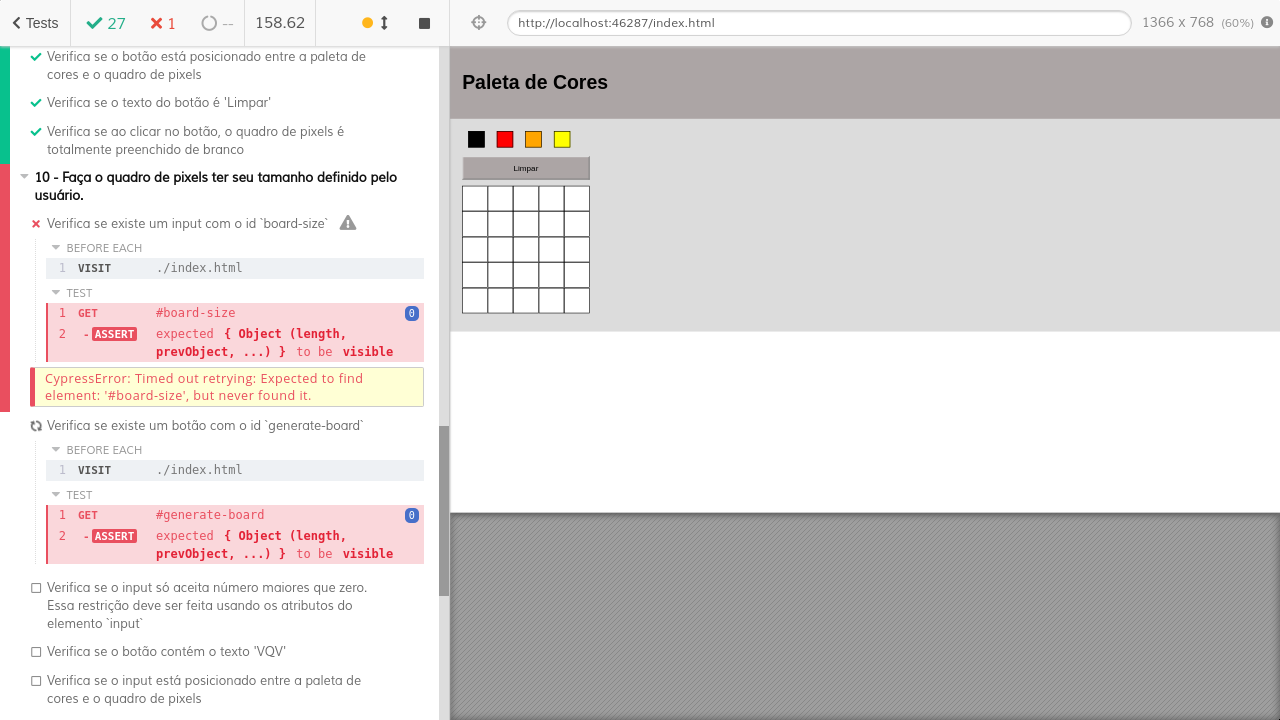 Tests
27
1
--
158.62
http://localhost:46287/index.html
1366 x 768 (60%)
Verifica se o botão está posicionado entre a paleta de
cores e o quadro de pixels
Verifica se o texto do botão é 'Limpar'
Verifica se ao clicar no botão, o quadro de pixels é
totalmente preenchido de branco
10 - Faça o quadro de pixels ter seu tamanho definido pelo
usuário.
Verifica se existe um input com o id `board-size`
BEFORE EACH
1 VISIT ./index.html
TEST
1 GET #board-size 0
2 -ASSERT expected { Object (length,
prevObject, ...) } to be visible
CypressError: Timed out retrying: Expected to find
element: '#board-size', but never found it.
Verifica se existe um botão com o id `generate-board`
BEFORE EACH
1 VISIT ./index.html
TEST
1 GET #generate-board 0
2 -ASSERT expected { Object (length,
prevObject, ...) } to be visible
Verifica se o input só aceita número maiores que zero.
Essa restrição deve ser feita usando os atributos do
elemento `input`
Verifica se o botão contém o texto 'VQV'
Verifica se o input está posicionado entre a paleta de
cores e o quadro de pixels
Paleta de Cores
Limpar